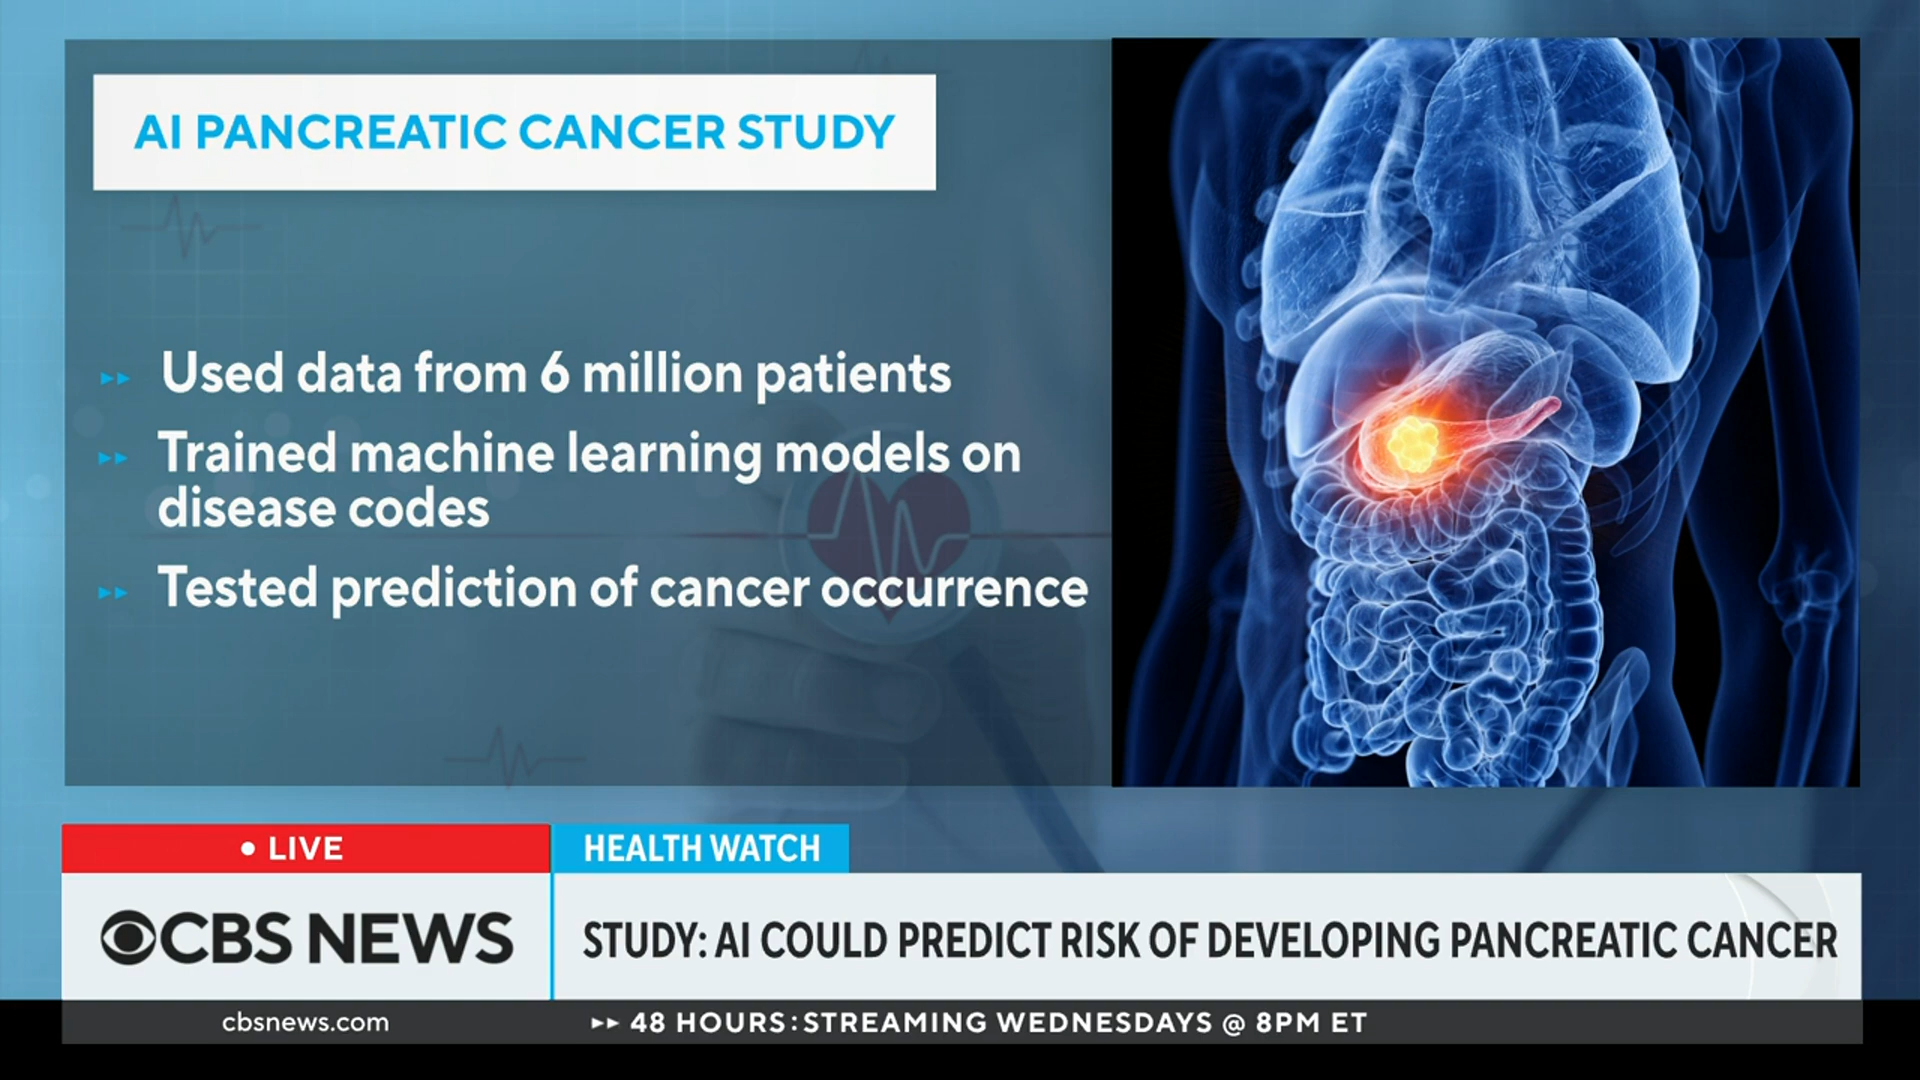 AI PANCREATIC CANCER STUDY
Used data from 6 million patients
Trained machine learning models on
disease codes
Tested prediction of cancer occurrence
LIVE
HEALTH WATCH
CBS NEWS
STUDY: AI COULD PREDICT RISK OF DEVELOPING PANCREATIC CANCER
cbsnews.com
48 HOURS: STREAMING WEDNESDAYS @ 8PM ET